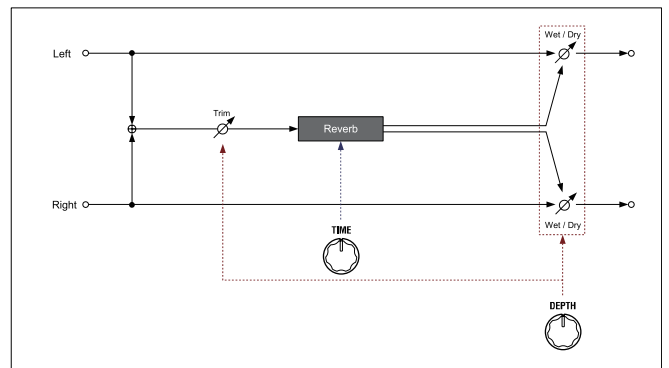 Wet / Dry
Left
Trim
Reverb
Right
Wet / Dry
TIME
DEPTH